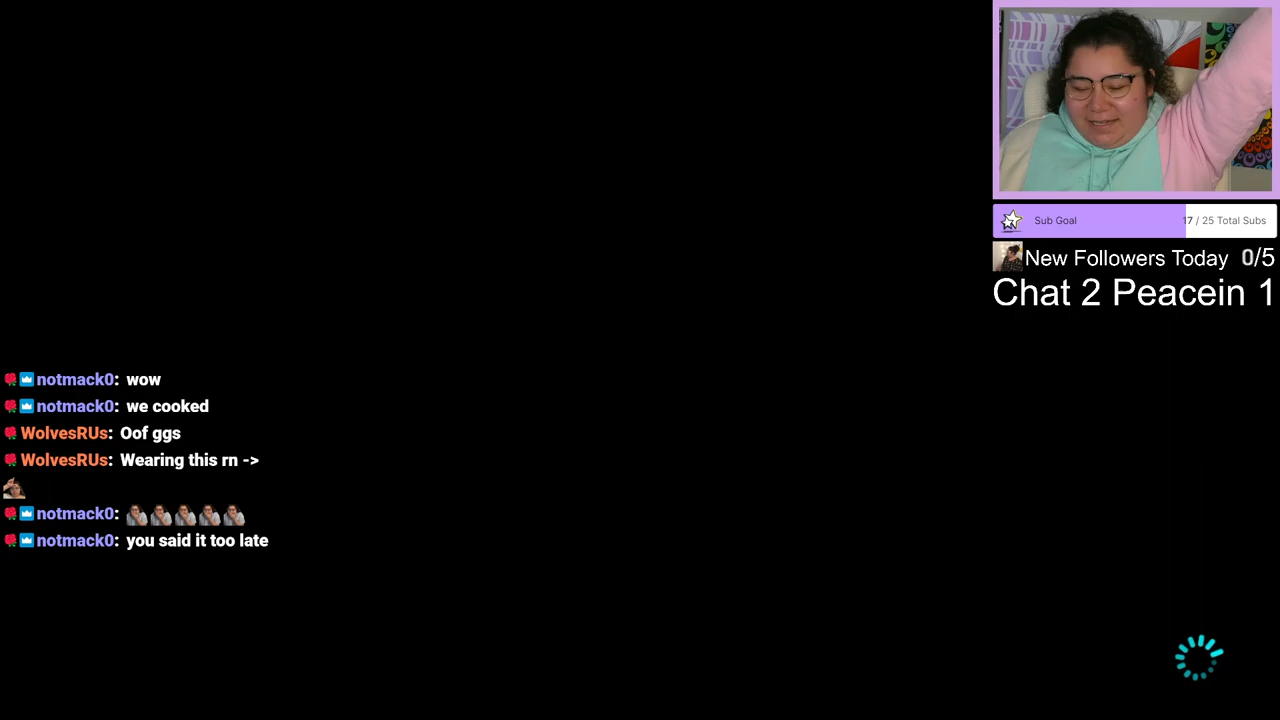 Sub Goal 17 / 25 Total Subs
New Followers Today 0/5
Chat 2 Peacein 1
notmack0: wow
notmack0: we cooked
WolvesRUs: Oof ggs
WolvesRUs: Wearing this rn ->
notmack0:
notmack0: you said it too late